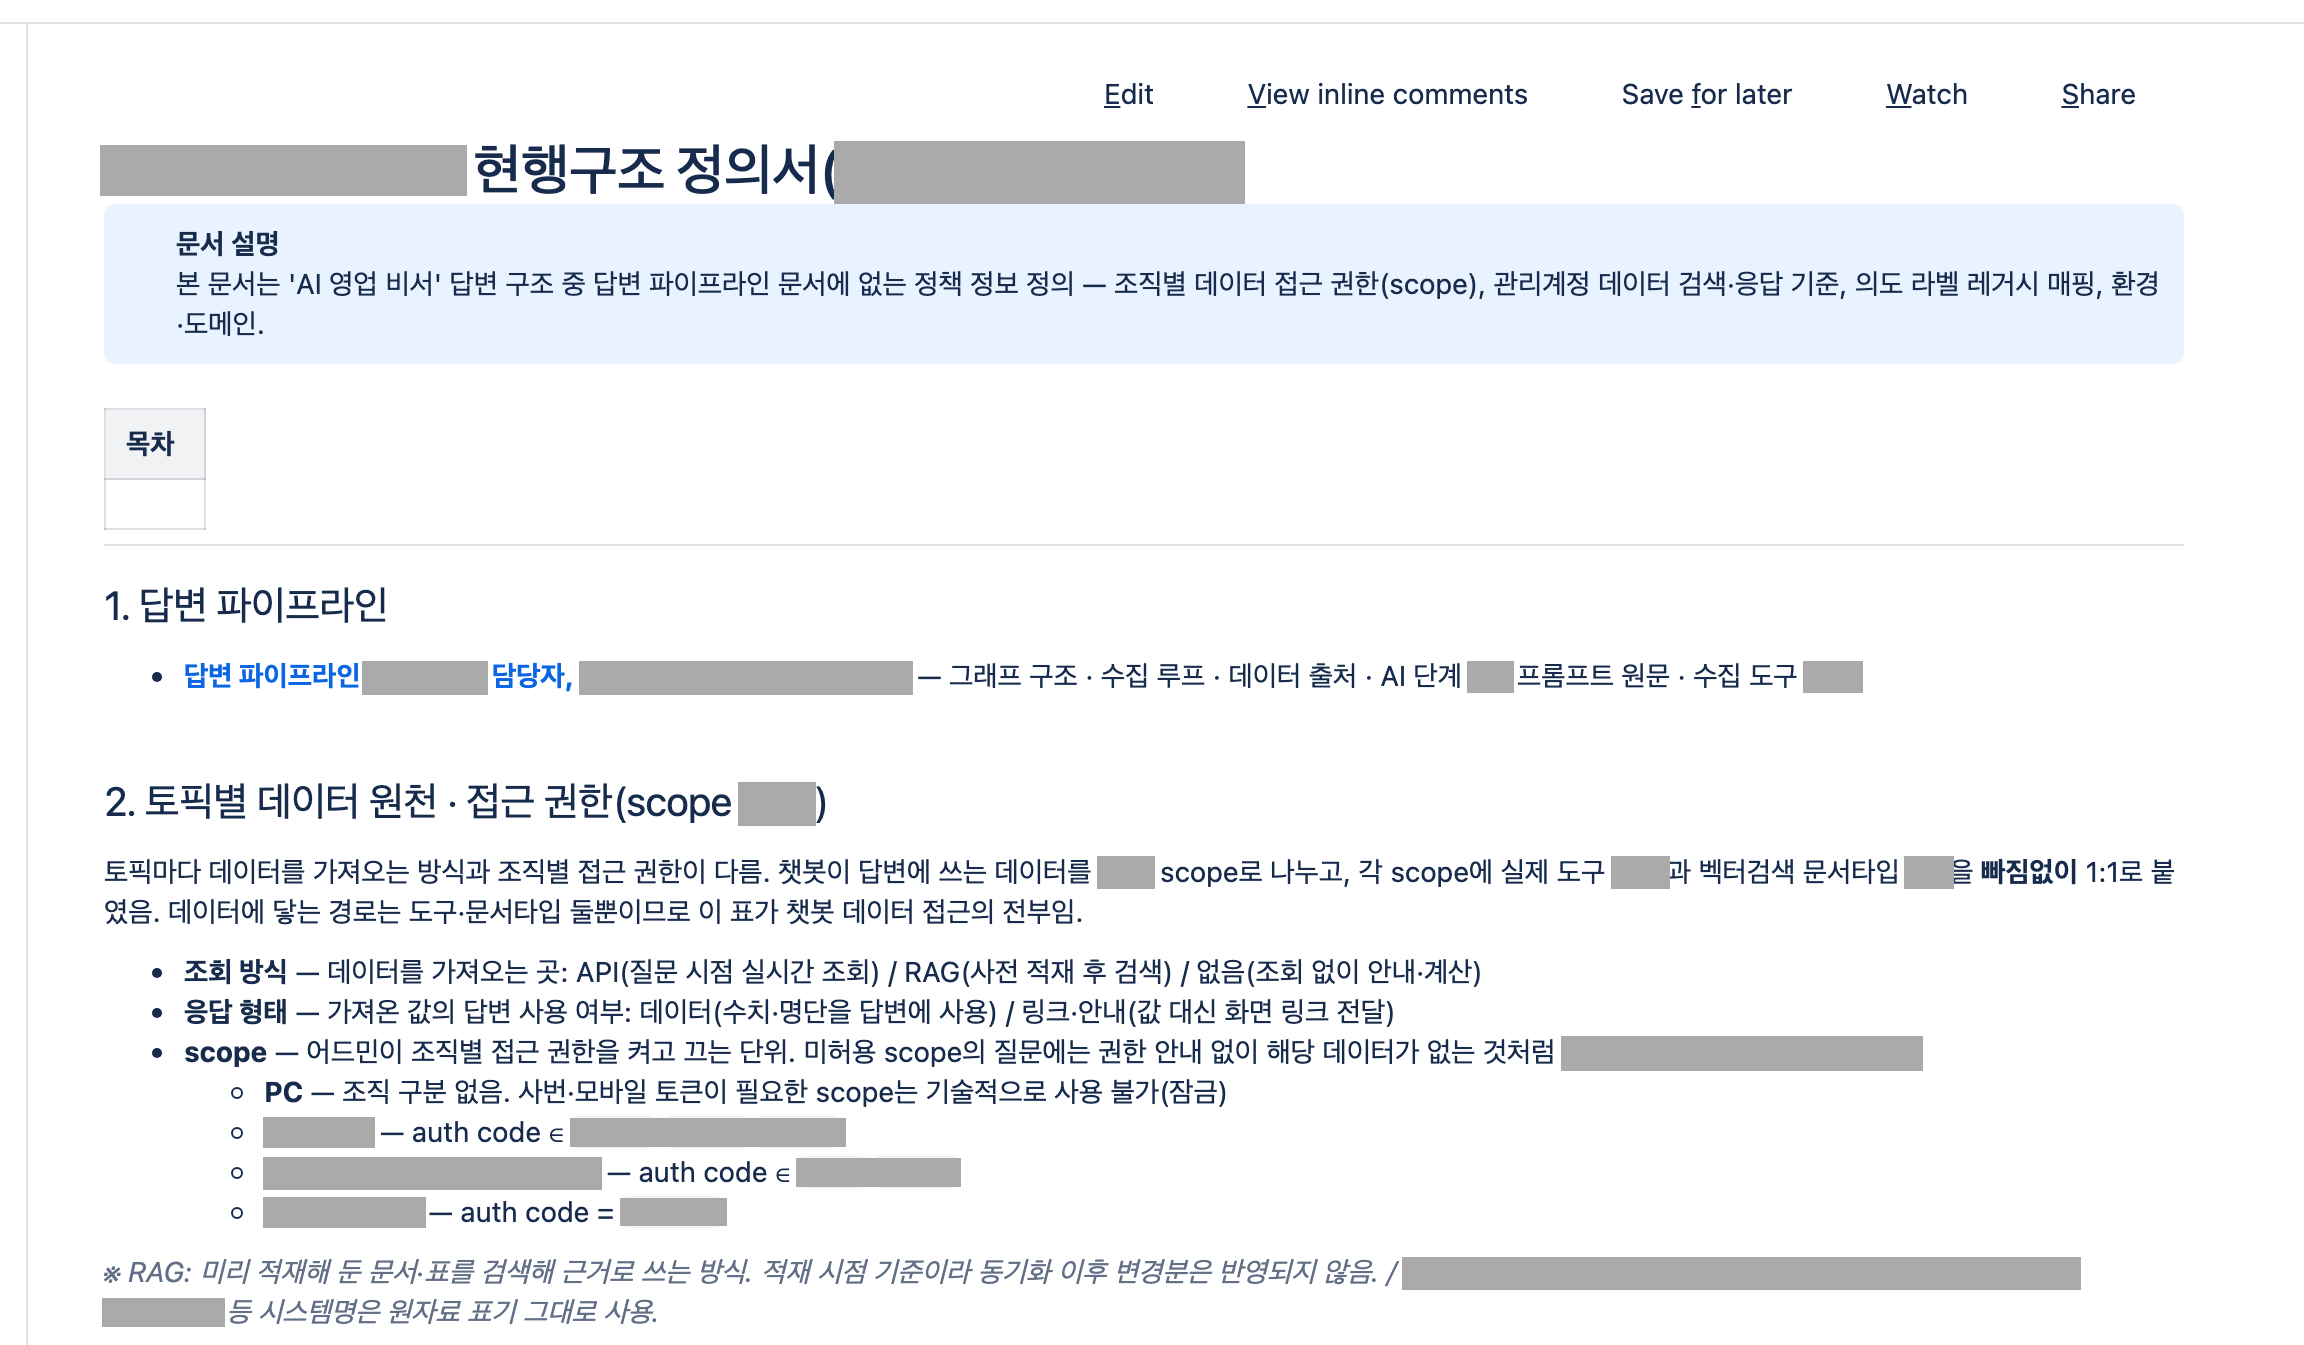 Edit View inline comments Save for later Watch Share
현행구조 정의서(
문서 설명
본 문서는 'AI 영업 비서' 답변 구조 중 답변 파이프라인 문서에 없는 정책 정보 정의 — 조직별 데이터 접근 권한(scope), 관리계정 데이터 검색·응답 기준, 의도 라벨 레거시 매핑, 환경
·도메인.
목차
1. 답변 파이프라인
• 답변 파이프라인 담당자, — 그래프 구조 · 수집 루프 · 데이터 출처 · AI 단계 프롬프트 원문 · 수집 도구
2. 토픽별 데이터 원천 · 접근 권한(scope )
토픽마다 데이터를 가져오는 방식과 조직별 접근 권한이 다름. 챗봇이 답변에 쓰는 데이터를 scope로 나누고, 각 scope에 실제 도구 과 벡터검색 문서타입 을 빠짐없이 1:1로 붙
였음. 데이터에 닿는 경로는 도구·문서타입 둘뿐이므로 이 표가 챗봇 데이터 접근의 전부임.
• 조회 방식 — 데이터를 가져오는 곳: API(질문 시점 실시간 조회) / RAG(사전 적재 후 검색) / 없음(조회 없이 안내·계산)
• 응답 형태 — 가져온 값의 답변 사용 여부: 데이터(수치·명단을 답변에 사용) / 링크·안내(값 대신 화면 링크 전달)
• scope — 어드민이 조직별 접근 권한을 켜고 끄는 단위. 미허용 scope의 질문에는 권한 안내 없이 해당 데이터가 없는 것처럼
○ PC — 조직 구분 없음. 사번·모바일 토큰이 필요한 scope는 기술적으로 사용 불가(잠금)
○ — auth code ∈
○ — auth code ∈
○ — auth code =
※ RAG: 미리 적재해 둔 문서·표를 검색해 근거로 쓰는 방식. 적재 시점 기준이라 동기화 이후 변경분은 반영되지 않음. /
등 시스템명은 원자료 표기 그대로 사용.